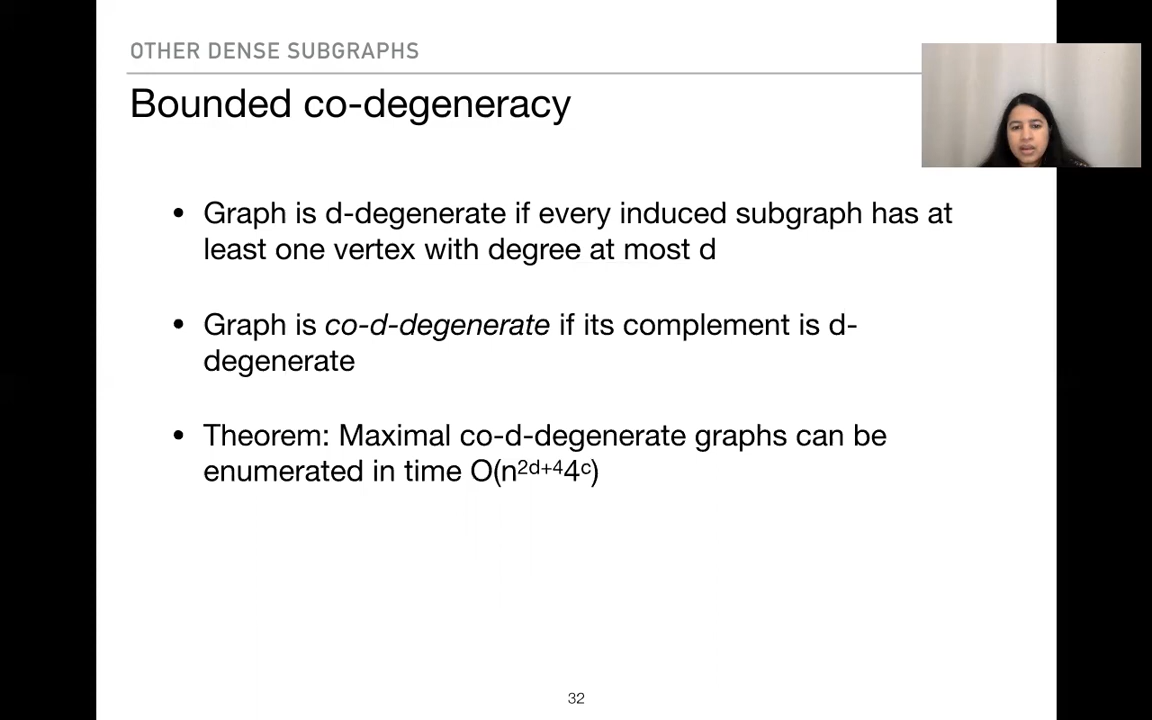 OTHER DENSE SUBGRAPHS
Bounded co-degeneracy
• Graph is d-degenerate if every induced subgraph has at
least one vertex with degree at most d
• Graph is co-d-degenerate if its complement is d-
degenerate
• Theorem: Maximal co-d-degenerate graphs can be
enumerated in time O(n²ᵈ⁺⁴4ᶜ)
32